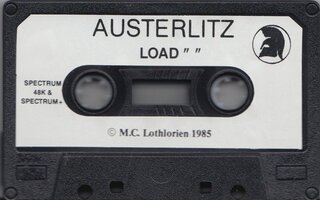 AUSTERLITZ
LOAD " "
SPECTRUM
48K &
SPECTRUM+
© M.C. Lothlorien 1985